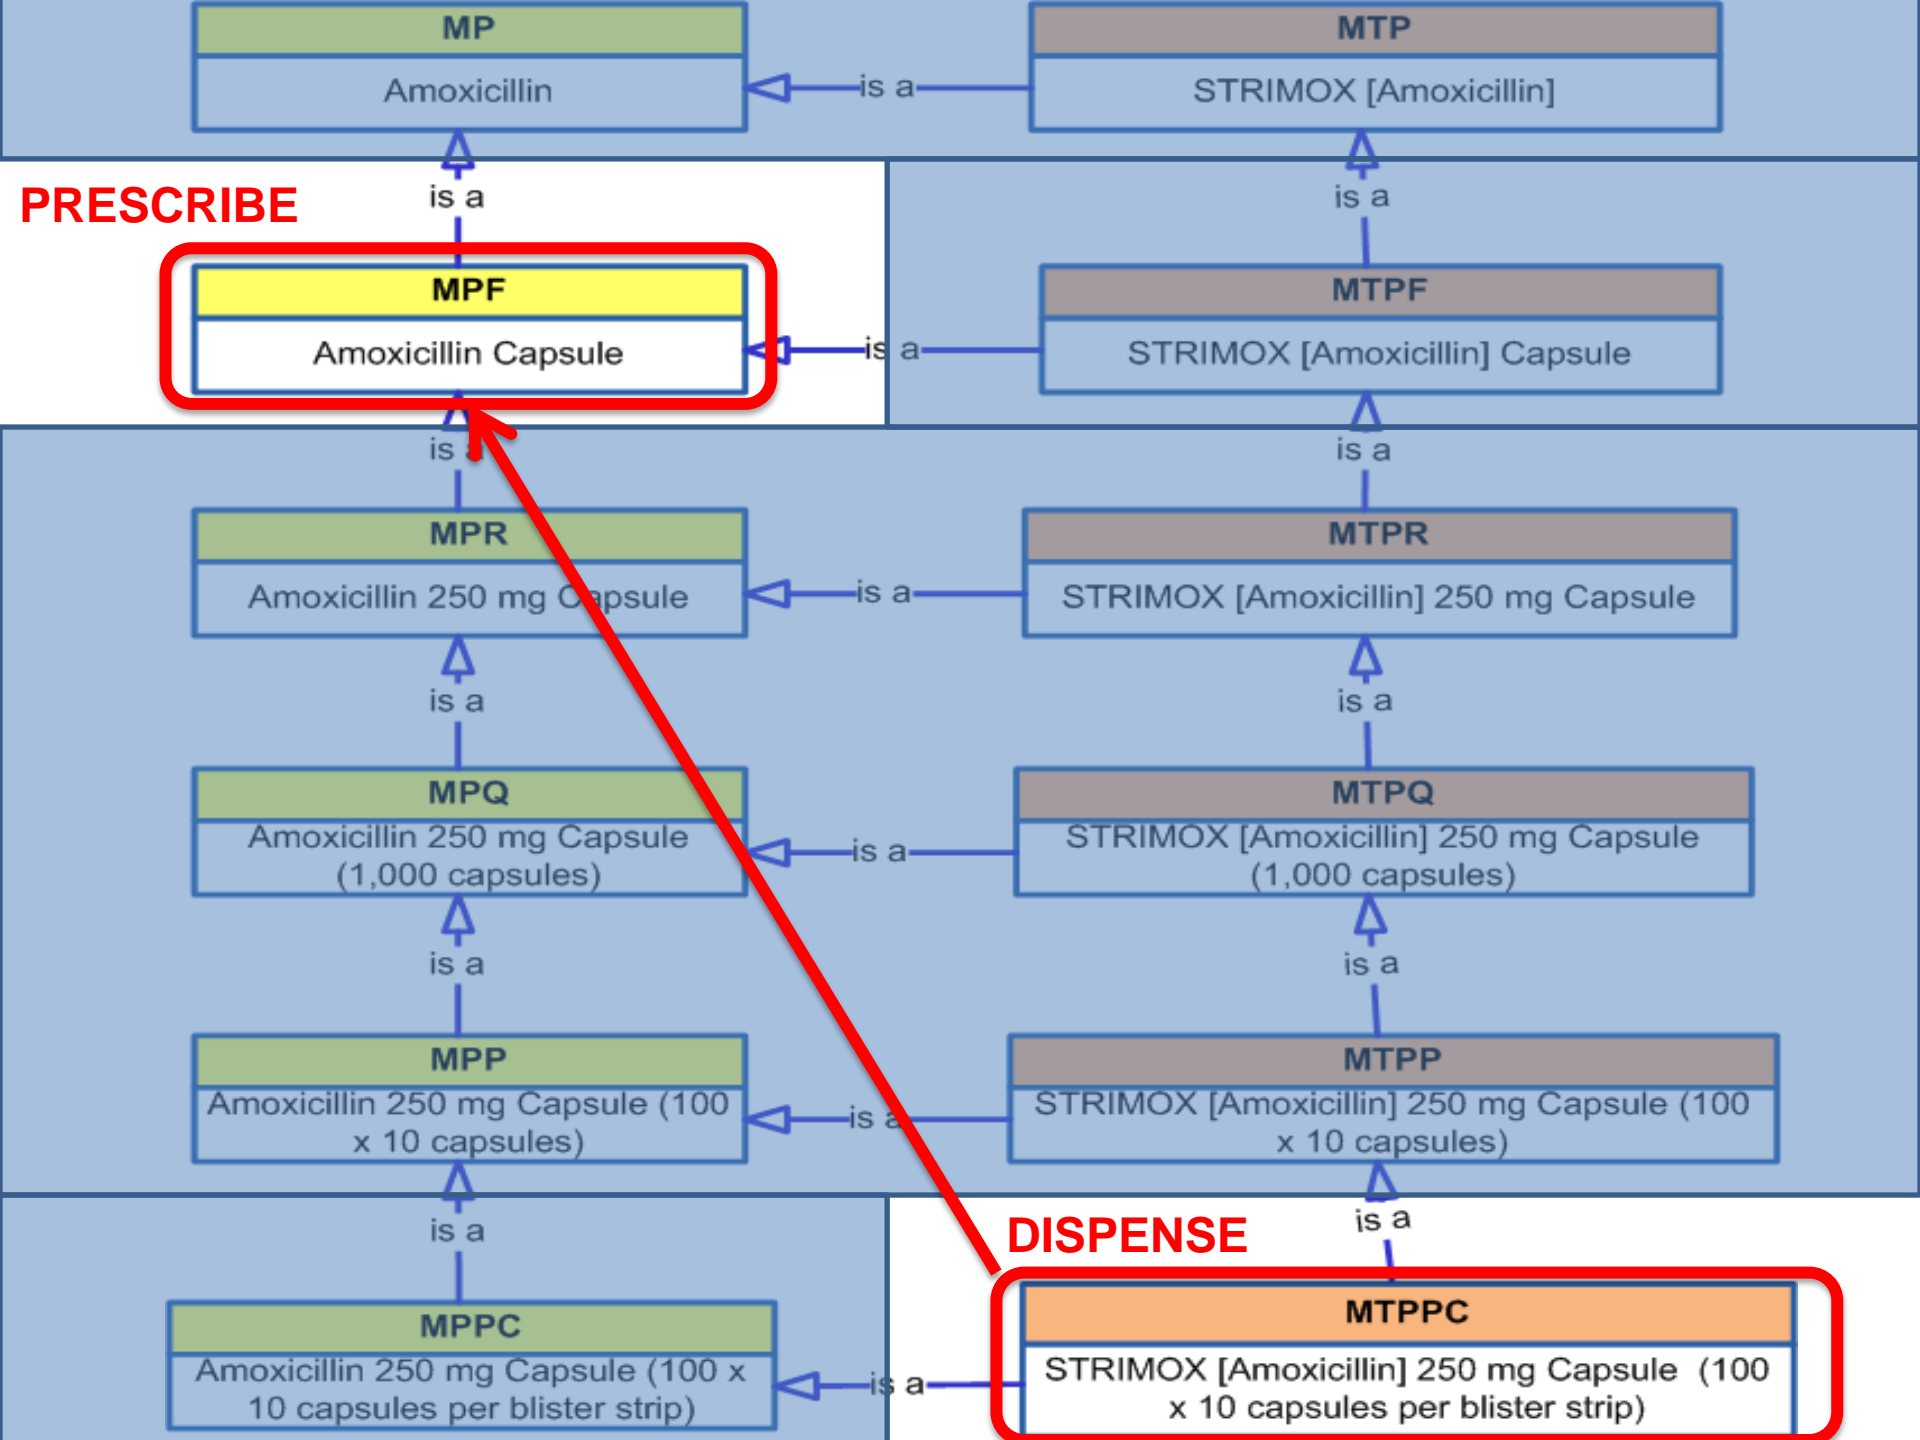 MP
MTP
Amoxicillin
is a
STRIMOX [Amoxicillin]
PRESCRIBE
is a
is a
MPF
MTPF
Amoxicillin Capsule
is a
STRIMOX [Amoxicillin] Capsule
is a
is a
MPR
MTPR
Amoxicillin 250 mg Capsule
is a
STRIMOX [Amoxicillin] 250 mg Capsule
is a
is a
MPQ
MTPQ
Amoxicillin 250 mg Capsule
(1,000 capsules)
is a
STRIMOX [Amoxicillin] 250 mg Capsule
(1,000 capsules)
is a
is a
MPP
MTPP
Amoxicillin 250 mg Capsule (100
x 10 capsules)
is a
STRIMOX [Amoxicillin] 250 mg Capsule (100
x 10 capsules)
is a
DISPENSE
is a
MPPC
MTPPC
Amoxicillin 250 mg Capsule (100 x
10 capsules per blister strip)
is a
STRIMOX [Amoxicillin] 250 mg Capsule (100
x 10 capsules per blister strip)